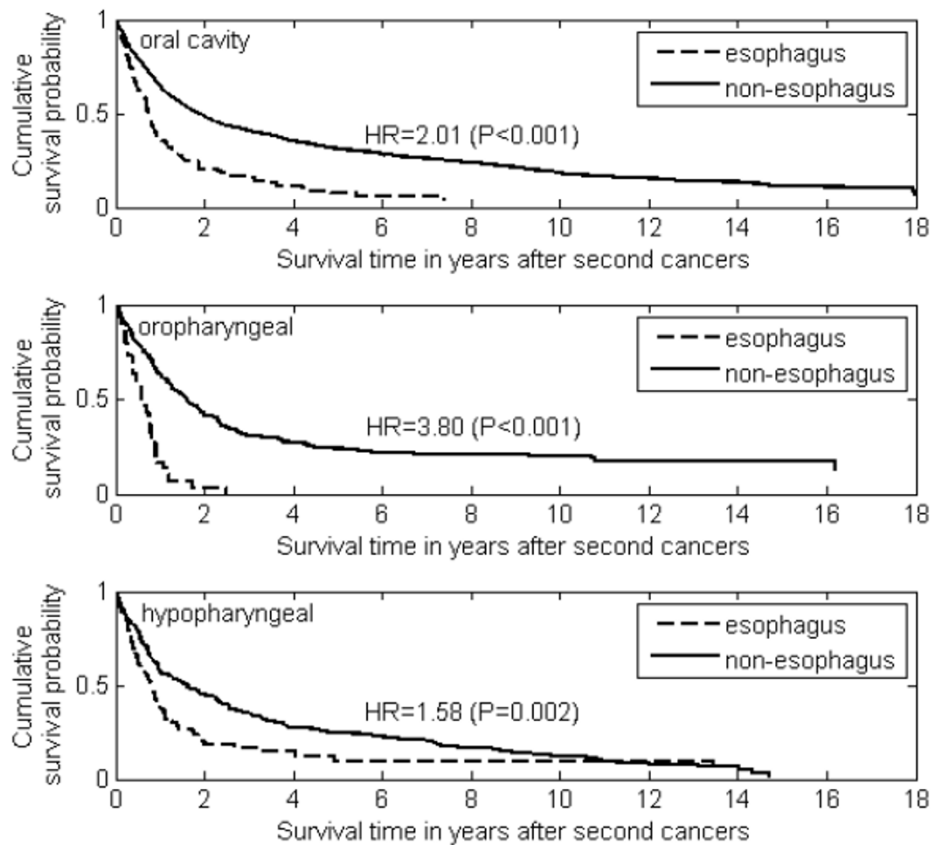 Cumulative
survival probability
1
0.5
0
oral cavity
esophagus
non-esophagus
HR=2.01 (P<0.001)
0 2 4 6 8 10 12 14 16 18
Survival time in years after second cancers
Cumulative
survival probability
1
0.5
0
oropharyngeal
esophagus
non-esophagus
HR=3.80 (P<0.001)
0 2 4 6 8 10 12 14 16 18
Survival time in years after second cancers
Cumulative
survival probability
1
0.5
0
hypopharyngeal
esophagus
non-esophagus
HR=1.58 (P=0.002)
0 2 4 6 8 10 12 14 16 18
Survival time in years after second cancers